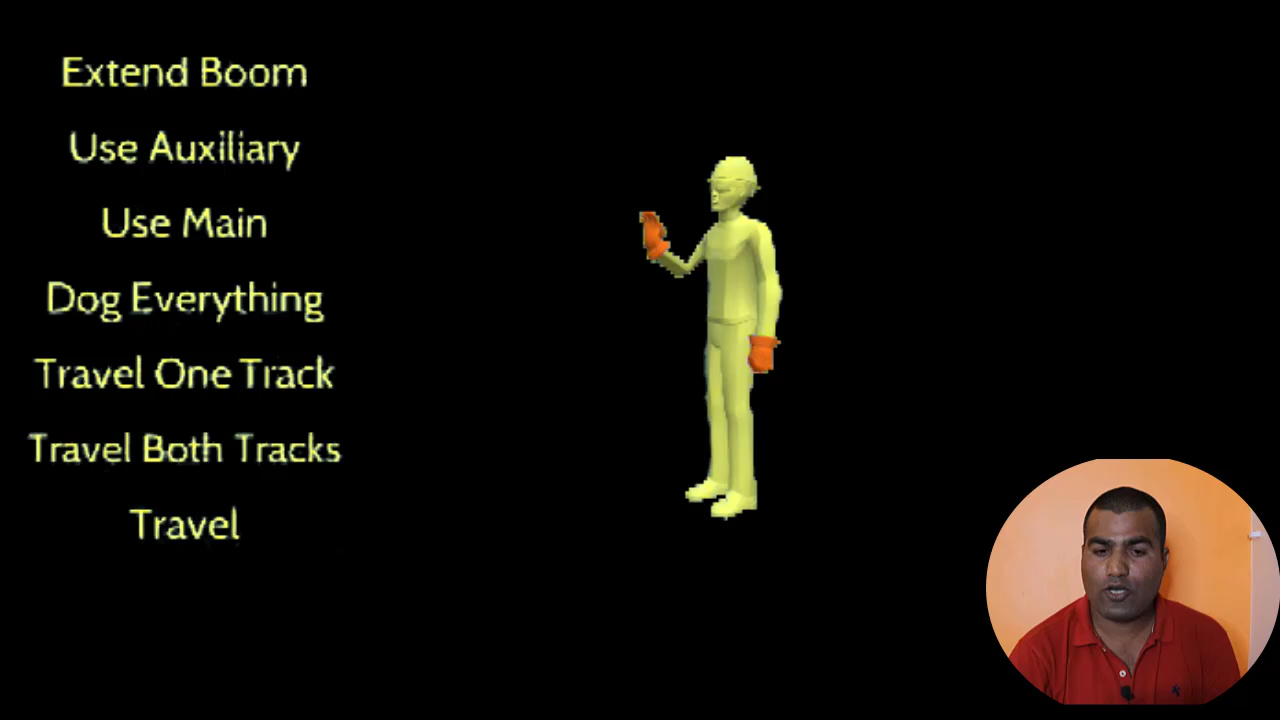 Extend Boom
Use Auxiliary
Use Main
Dog Everything
Travel One Track
Travel Both Tracks
Travel